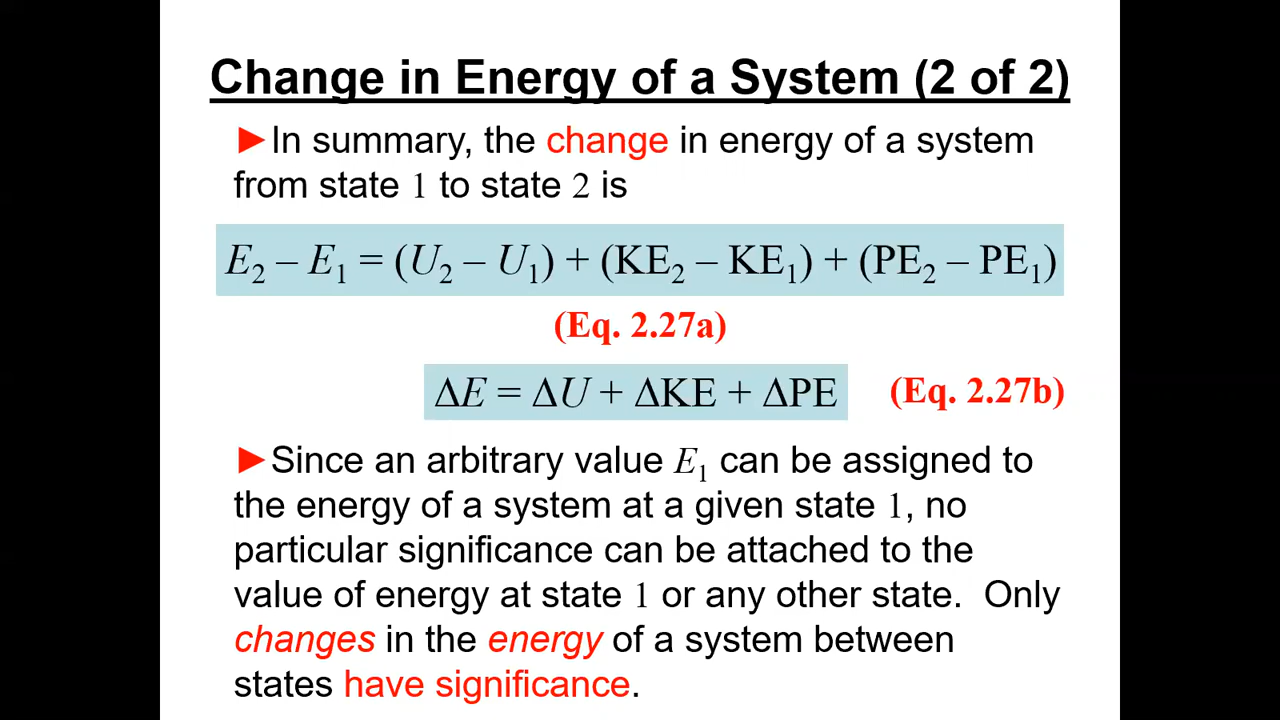 Change in Energy of a System (2 of 2)
►In summary, the change in energy of a system
from state 1 to state 2 is
E₂ – E₁ = (U₂ – U₁) + (KE₂ – KE₁) + (PE₂ – PE₁)
(Eq. 2.27a)
ΔE = ΔU + ΔKE + ΔPE (Eq. 2.27b)
►Since an arbitrary value E₁ can be assigned to
the energy of a system at a given state 1, no
particular significance can be attached to the
value of energy at state 1 or any other state. Only
changes in the energy of a system between
states have significance.